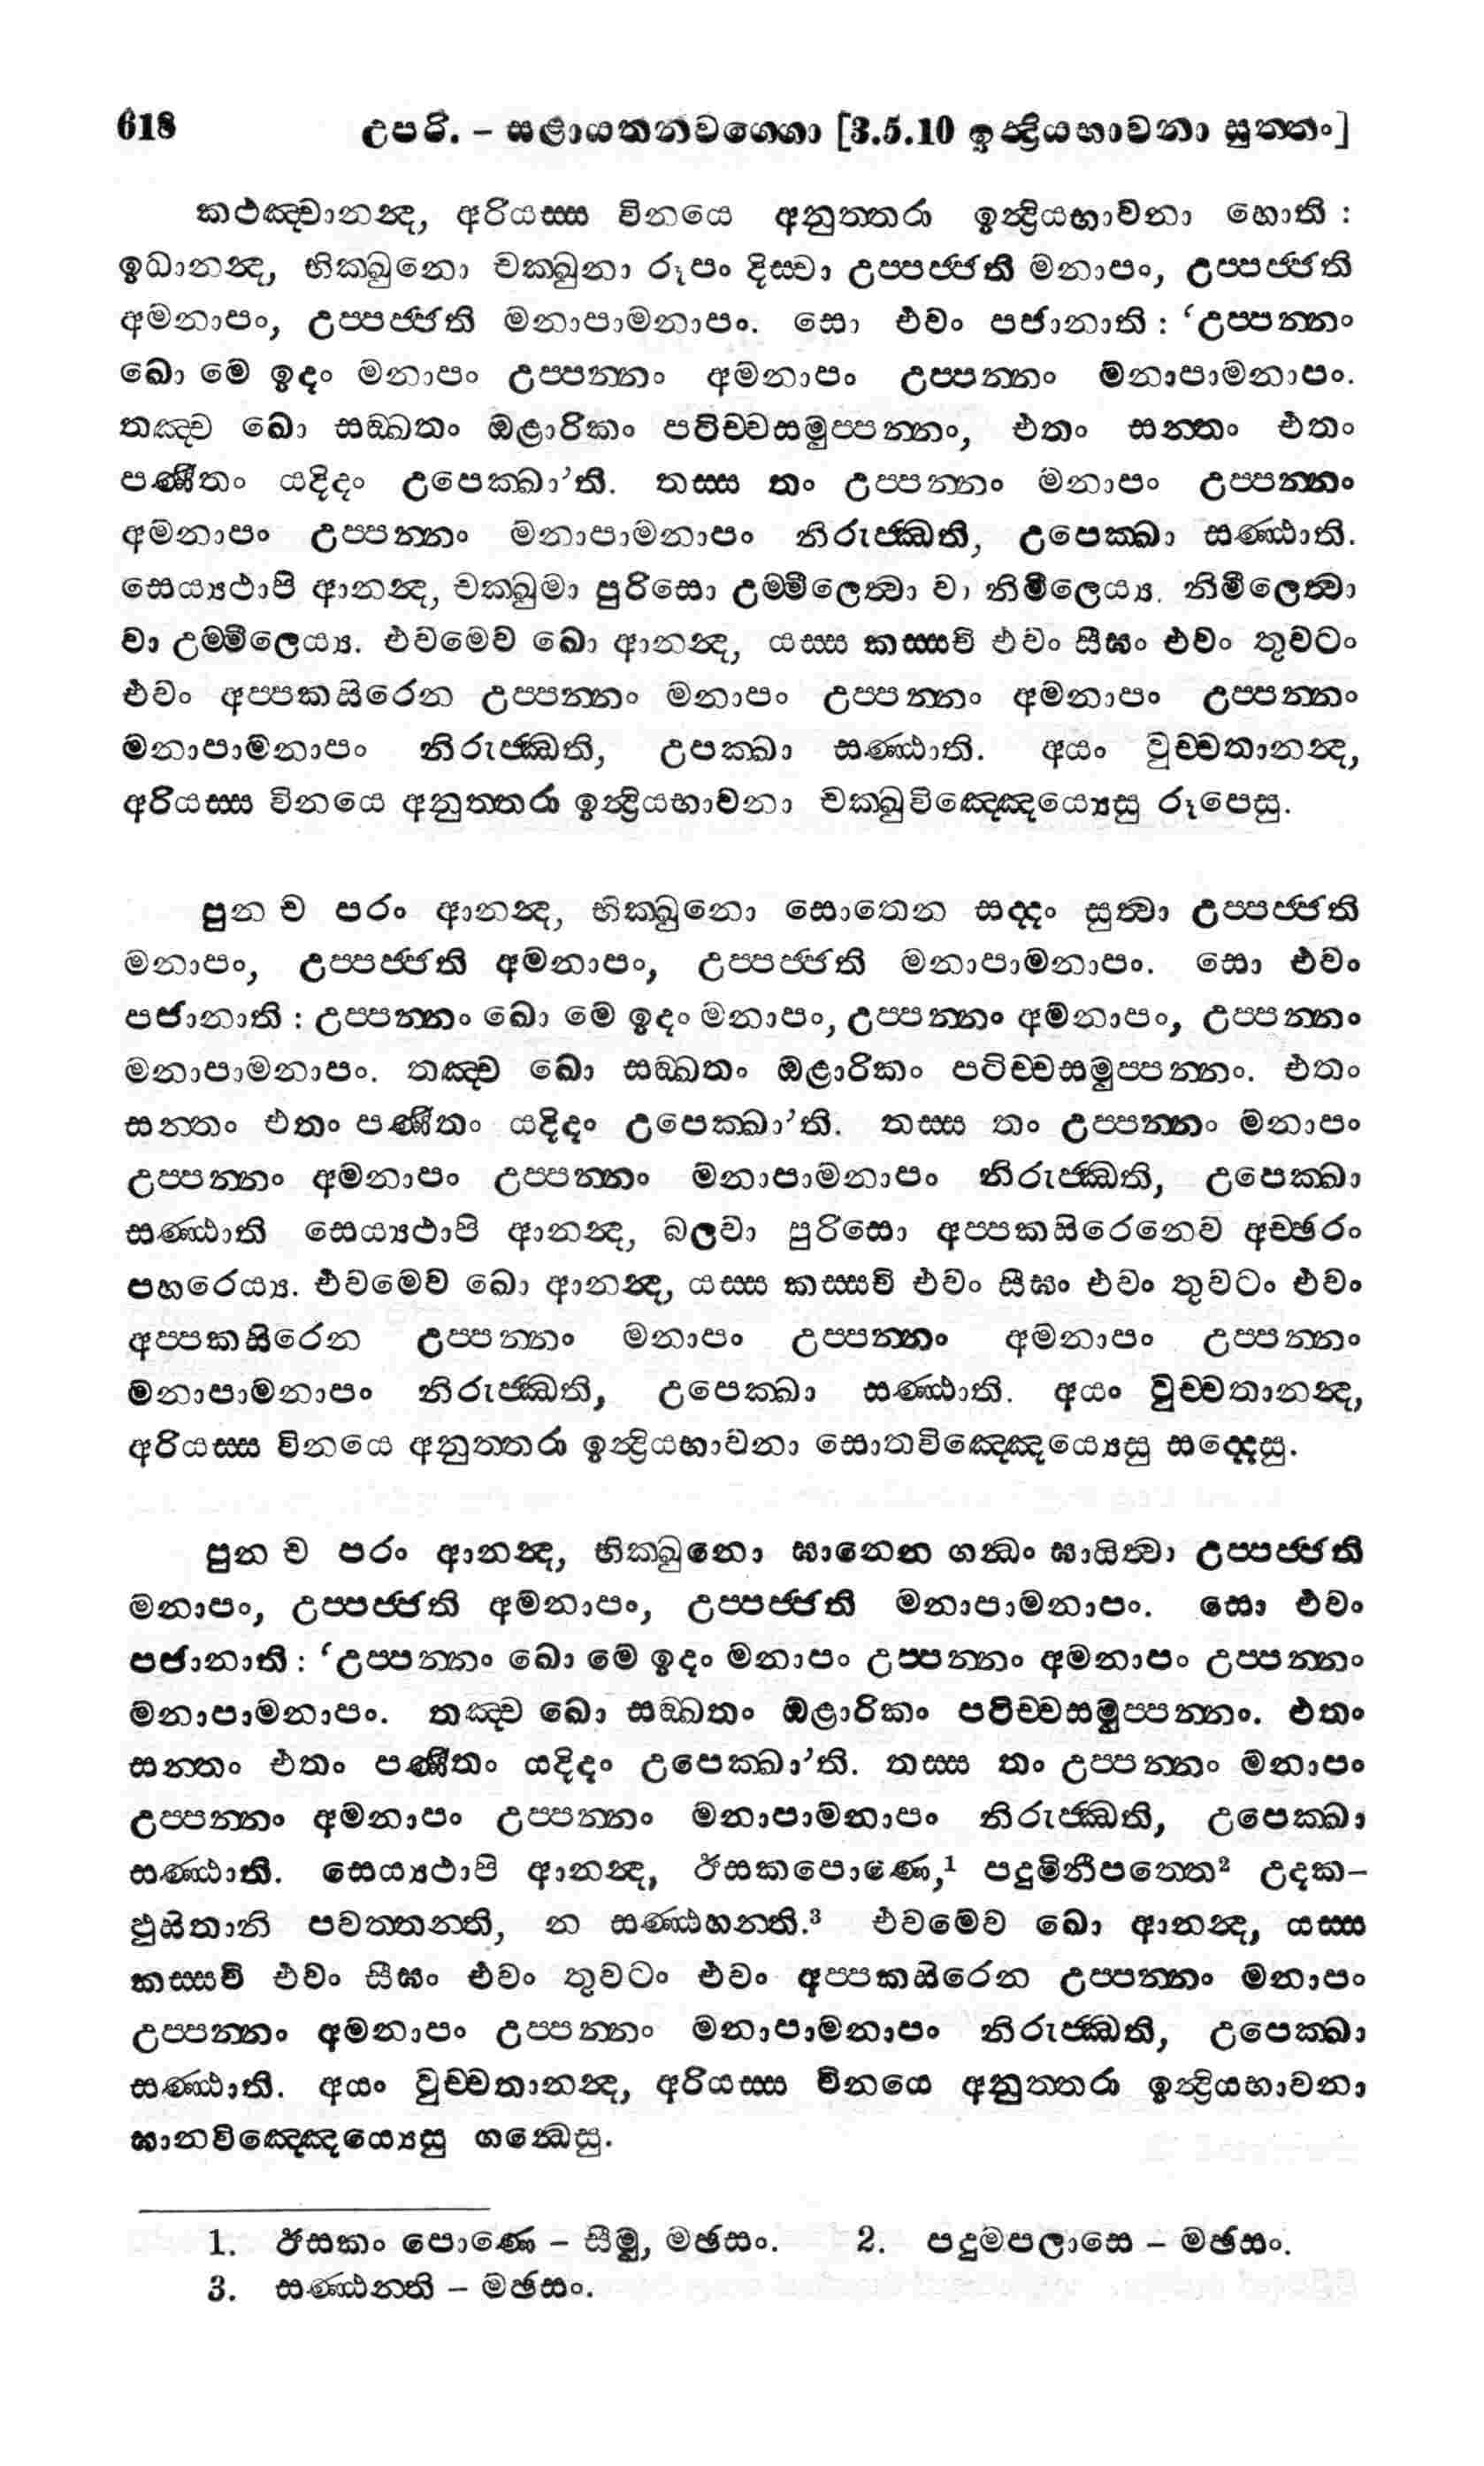 618 උපරි. – සළායතනවග්ගො [3.5.10 ඉන්ද්‍රියභාවනා සුත්තං]
කථඤ්චානන්ද, අරියස්ස විනයෙ අනුත්තරා ඉන්ද්‍රියභාවනා හොති :
ඉධානන්ද, භික්ඛුනො චක්ඛුනා රූපං දිස්වා උප්පජ්ජති මනාපං, උප්පජ්ජති
අමනාපං, උප්පජ්ජති මනාපාමනාපං. සො එවං පජානාති : ‘උප්පන්නං
ඛො මෙ ඉදං මනාපං උප්පන්නං අමනාපං උප්පන්නං මනාපාමනාපං.
තඤ්ච ඛො සඞ්ඛතං ඔළාරිකං පටිච්චසමුප්පන්නං, එතං සන්තං එතං
පණීතං යදිදං උපෙක්ඛා’ති. තස්ස තං උප්පන්නං මනාපං උප්පන්නං
අමනාපං උප්පන්නං මනාපාමනාපං නිරුජ්ඣති, උපෙක්ඛා සණ්ඨාති.
සෙය්‍යථාපි ආනන්ද, චක්ඛුමා පුරිසො උම්මීලෙත්වා වා නිමීලෙය්‍ය. නිමීලෙත්වා
වා උම්මීලෙය්‍ය. එවමෙව ඛො ආනන්ද, යස්ස කස්සචි එවං සීඝං එවං තුවටං
එවං අප්පකසිරෙන උප්පන්නං මනාපං උප්පන්නං අමනාපං උප්පන්නං
මනාපාමනාපං නිරුජ්ඣති, උපක්ඛා සණ්ඨාති. අයං වුච්චතානන්ද,
අරියස්ස විනයෙ අනුත්තරා ඉන්ද්‍රියභාවනා චක්ඛුවිඤ්ඤෙය්‍යෙසු රූපෙසු.
පුන ච පරං ආනන්ද, භික්ඛුනො සොතෙන සද්දං සුත්වා උප්පජ්ජති
මනාපං, උප්පජ්ජති අමනාපං, උප්පජ්ජති මනාපාමනාපං. සො එවං
පජානාති : උප්පන්නං ඛො මෙ ඉදං මනාපං, උප්පන්නං අමනාපං, උප්පන්නං
මනාපාමනාපං. තඤ්ච ඛො සඞ්ඛතං ඔළාරිකං පටිච්චසමුප්පන්නං. එතං
සන්තං එතං පණීතං යදිදං උපෙක්ඛා’ති. තස්ස තං උප්පන්නං මනාපං
උප්පන්නං අමනාපං උප්පන්නං මනාපාමනාපං නිරුජ්ඣති, උපෙක්ඛා
සණ්ඨාති සෙය්‍යථාපි ආනන්ද, බලවා පුරිසො අප්පකසිරෙනෙව අච්ඡරං
පහරෙය්‍ය. එවමෙව ඛො ආනන්ද, යස්ස කස්සචි එවං සීඝං එවං තුවටං එවං
අප්පකසිරෙන උප්පන්නං මනාපං උප්පන්නං අමනාපං උප්පන්නං
මනාපාමනාපං නිරුජ්ඣති, උපෙක්ඛා සණ්ඨාති. අයං වුච්චතානන්ද,
අරියස්ස විනයෙ අනුත්තරා ඉන්ද්‍රියභාවනා සොතවිඤ්ඤෙය්‍යෙසු සද්දෙසු.
පුන ච පරං ආනන්ද, භික්ඛුනො ඝානෙන ගන්ධං ඝායිත්වා උප්පජ්ජති
මනාපං, උප්පජ්ජති අමනාපං, උප්පජ්ජති මනාපාමනාපං. සො එවං
පජානාති : ‘උප්පන්නං ඛො මෙ ඉදං මනාපං උප්පන්නං අමනාපං උප්පන්නං
මනාපාමනාපං. තඤ්ච ඛො සඞ්ඛතං ඔළාරිකං පටිච්චසමුප්පන්නං. එතං
සන්තං එතං පණීතං යදිදං උපෙක්ඛා’ති. තස්ස තං උප්පන්නං මනාපං
උප්පන්නං අමනාපං උප්පන්නං මනාපාමනාපං නිරුජ්ඣති, උපෙක්ඛා
සණ්ඨාති. සෙය්‍යථාපි ආනන්ද, ඊසකපොණෙ,¹ පදුමිනීපත්තෙ² උදක–
ඵුසිතානි පවත්තන්ති, න සණ්ඨහන්ති.³ එවමෙව ඛො ආනන්ද, යස්ස
කස්සචි එවං සීඝං එවං තුවටං එවං අප්පකසිරෙන උප්පන්නං මනාපං
උප්පන්නං අමනාපං උප්පන්නං මනාපාමනාපං නිරුජ්ඣති, උපෙක්ඛා
සණ්ඨාති. අයං වුච්චතානන්ද, අරියස්ස විනයෙ අනුත්තරා ඉන්ද්‍රියභාවනා
ඝානවිඤ්ඤෙය්‍යෙසු ගන්ධෙසු.
1. ඊසකං පොණෙ – සීමු, මඡසං. 2. පදුමපලාසෙ – මඡසං.
3. සණ්ඨන්ති – මඡසං.